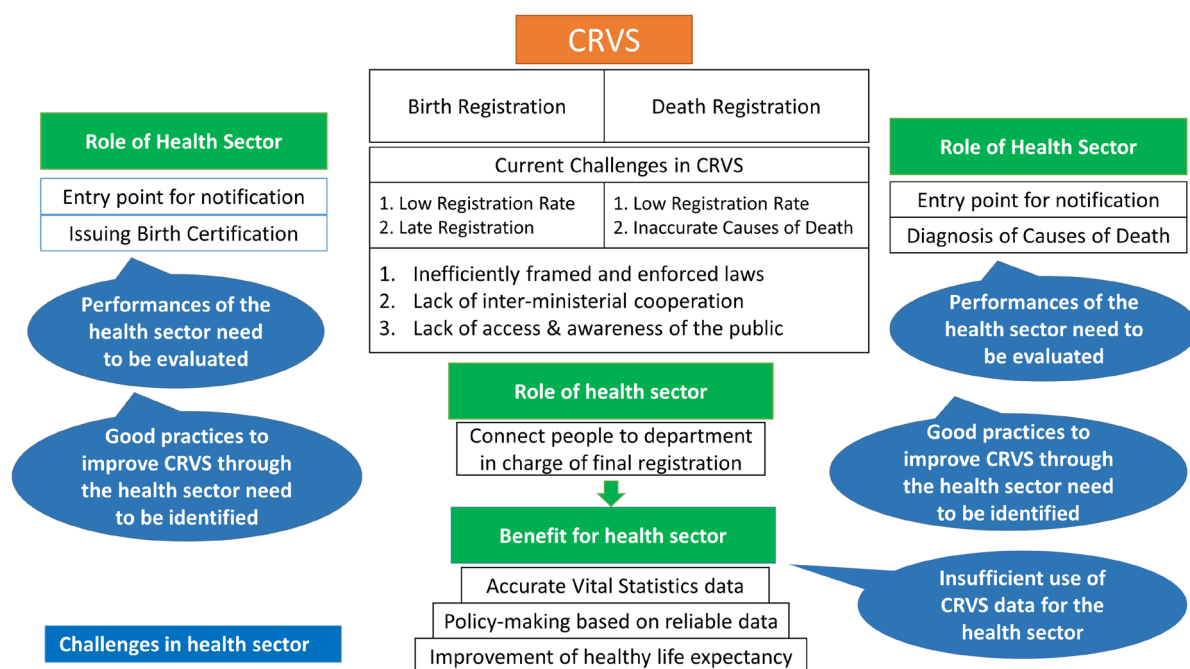 CRVS
Birth Registration
Death Registration
Current Challenges in CRVS
1. Low Registration Rate
2. Late Registration
1. Low Registration Rate
2. Inaccurate Causes of Death
1. Inefficiently framed and enforced laws
2. Lack of inter-ministerial cooperation
3. Lack of access & awareness of the public
Role of Health Sector
Entry point for notification
Issuing Birth Certification
Performances of the
health sector need
to be evaluated
Good practices to
improve CRVS through
the health sector need
to be identified
Role of Health Sector
Entry point for notification
Diagnosis of Causes of Death
Performances of the
health sector need to
be evaluated
Good practices to
improve CRVS through
the health sector need
to be identified
Role of health sector
Connect people to department
in charge of final registration
Benefit for health sector
Accurate Vital Statistics data
Policy-making based on reliable data
Improvement of healthy life expectancy
Insufficient use of
CRVS data for the
health sector
Challenges in health sector